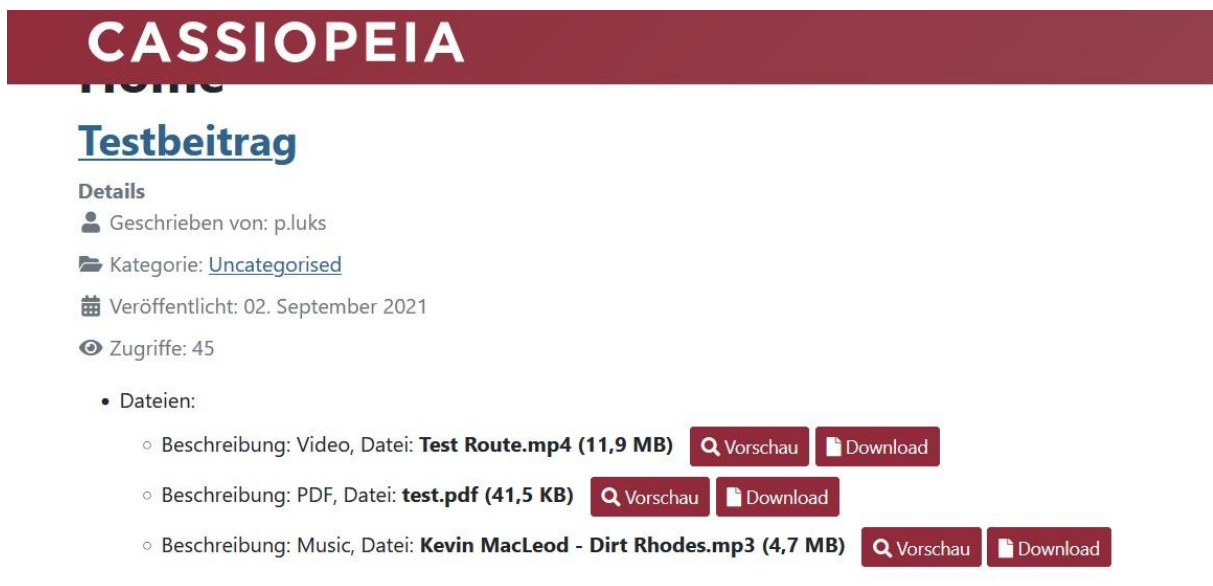 CASSIOPEIA
Home
Testbeitrag
Details
Geschrieben von: p.luks
Kategorie: Uncategorised
Veröffentlicht: 02. September 2021
Zugriffe: 45
• Dateien:
○ Beschreibung: Video, Datei: Test Route.mp4 (11,9 MB) Vorschau Download
○ Beschreibung: PDF, Datei: test.pdf (41,5 KB) Vorschau Download
○ Beschreibung: Music, Datei: Kevin MacLeod - Dirt Rhodes.mp3 (4,7 MB) Vorschau Download